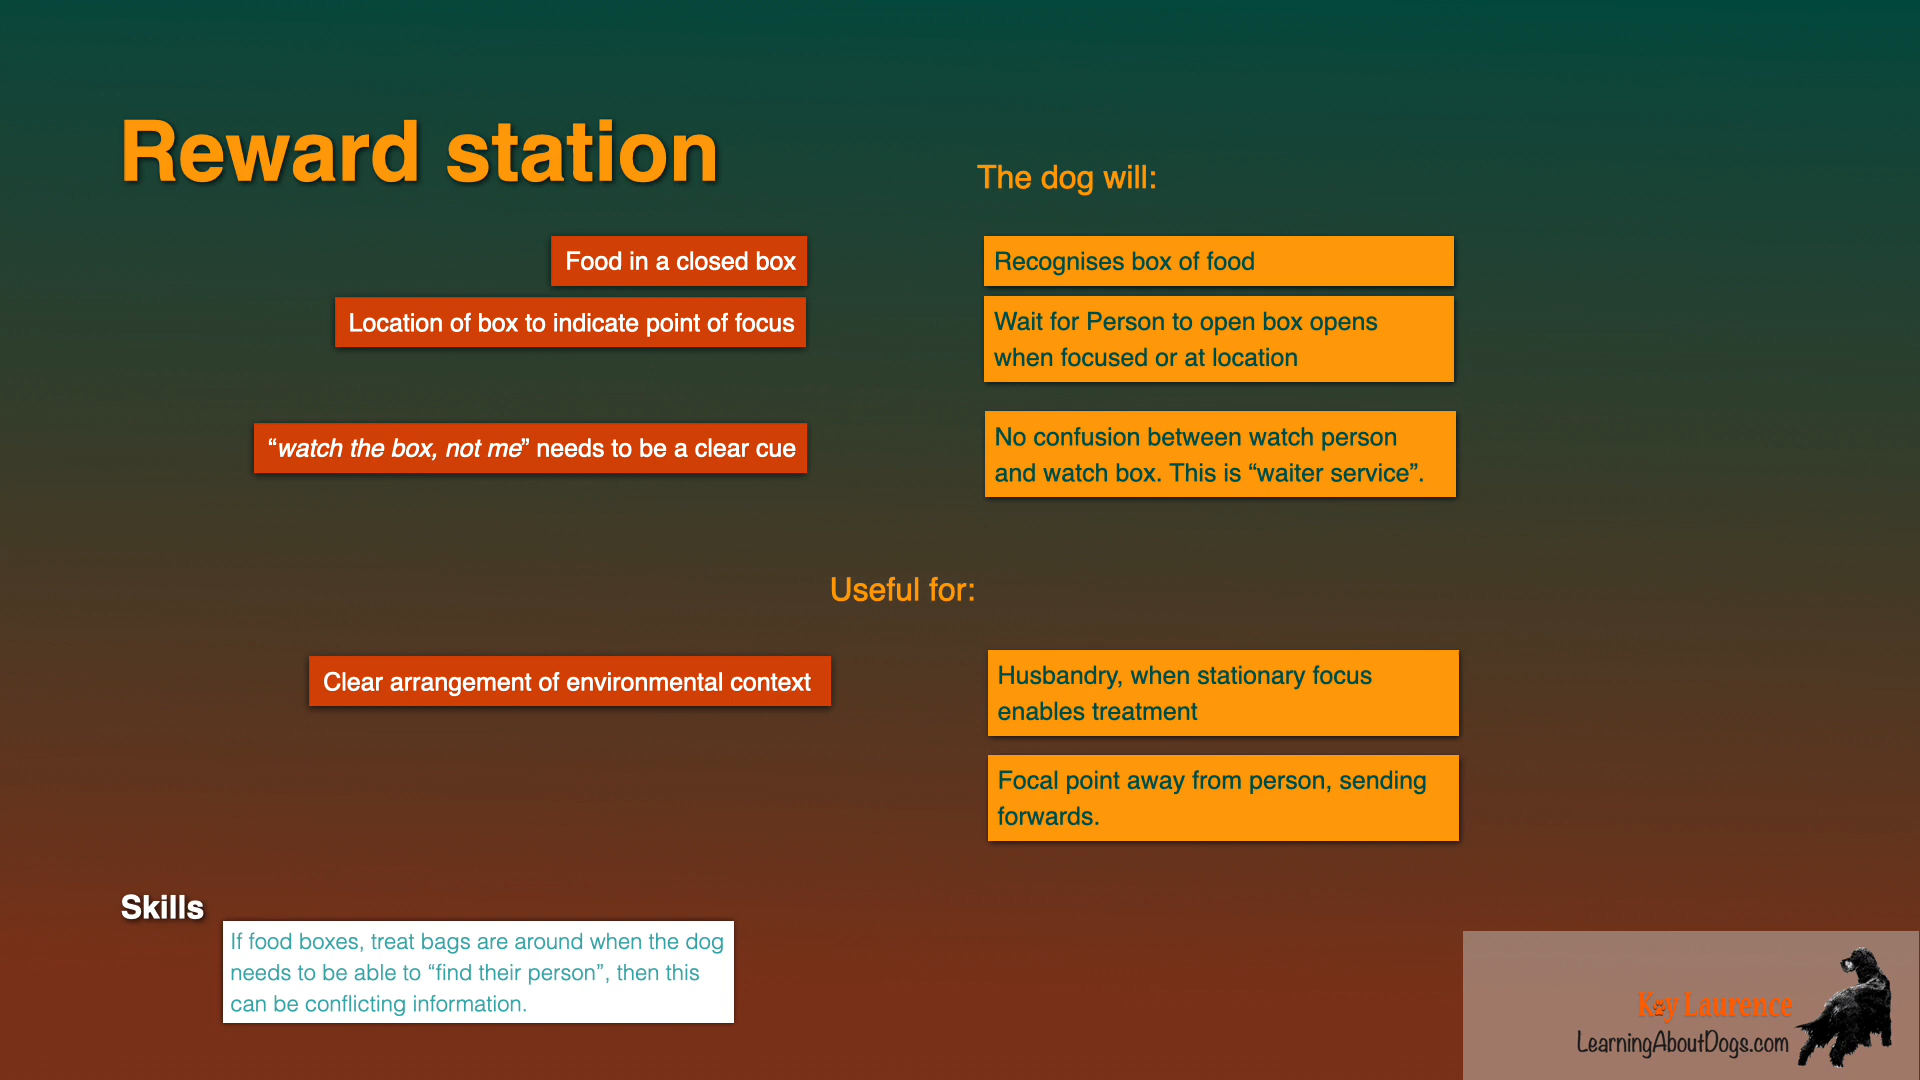 Reward station
The dog will:
Food in a closed box
Recognises box of food
Location of box to indicate point of focus
Wait for Person to open box opens
when focused or at location
“watch the box, not me” needs to be a clear cue
No confusion between watch person
and watch box. This is “waiter service”.
Useful for:
Clear arrangement of environmental context
Husbandry, when stationary focus
enables treatment
Focal point away from person, sending
forwards.
Skills
If food boxes, treat bags are around when the dog
needs to be able to “find their person”, then this
can be conflicting information.
Kay Laurence
LearningAboutDogs.com